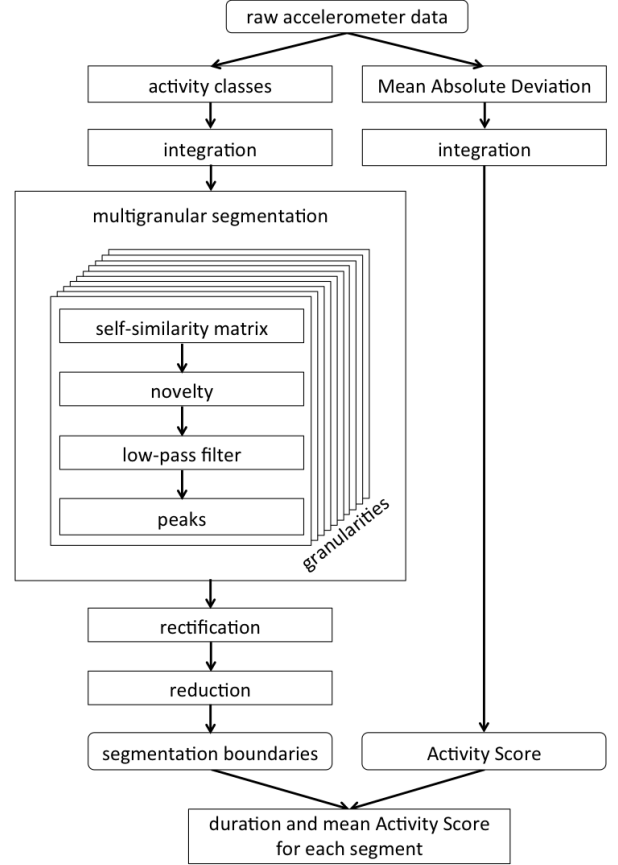 raw accelerometer data
activity classes
Mean Absolute Deviation
integration
integration
multigranular segmentation
self-similarity matrix
novelty
low-pass filter
peaks
granularities
rectification
reduction
segmentation boundaries
Activity Score
duration and mean Activity Score
for each segment